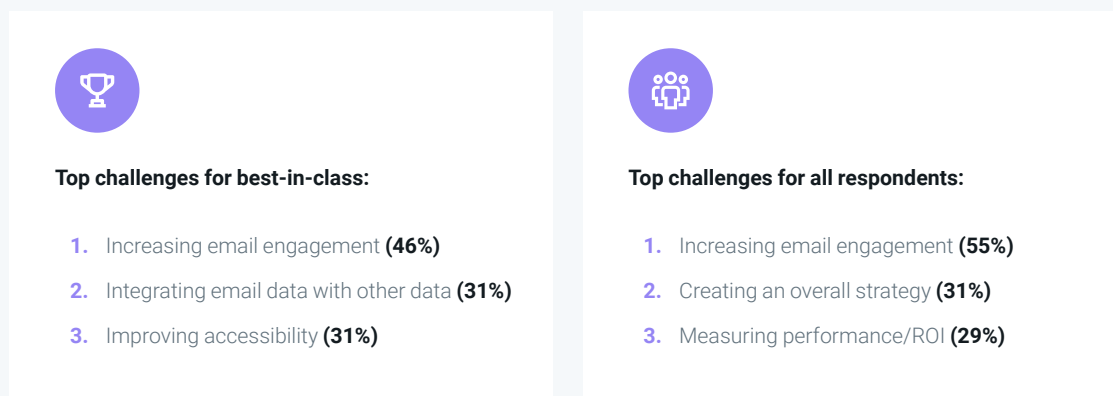 Top challenges for best-in-class:
1. Increasing email engagement (46%)
2. Integrating email data with other data (31%)
3. Improving accessibility (31%)
Top challenges for all respondents:
1. Increasing email engagement (55%)
2. Creating an overall strategy (31%)
3. Measuring performance/ROI (29%)